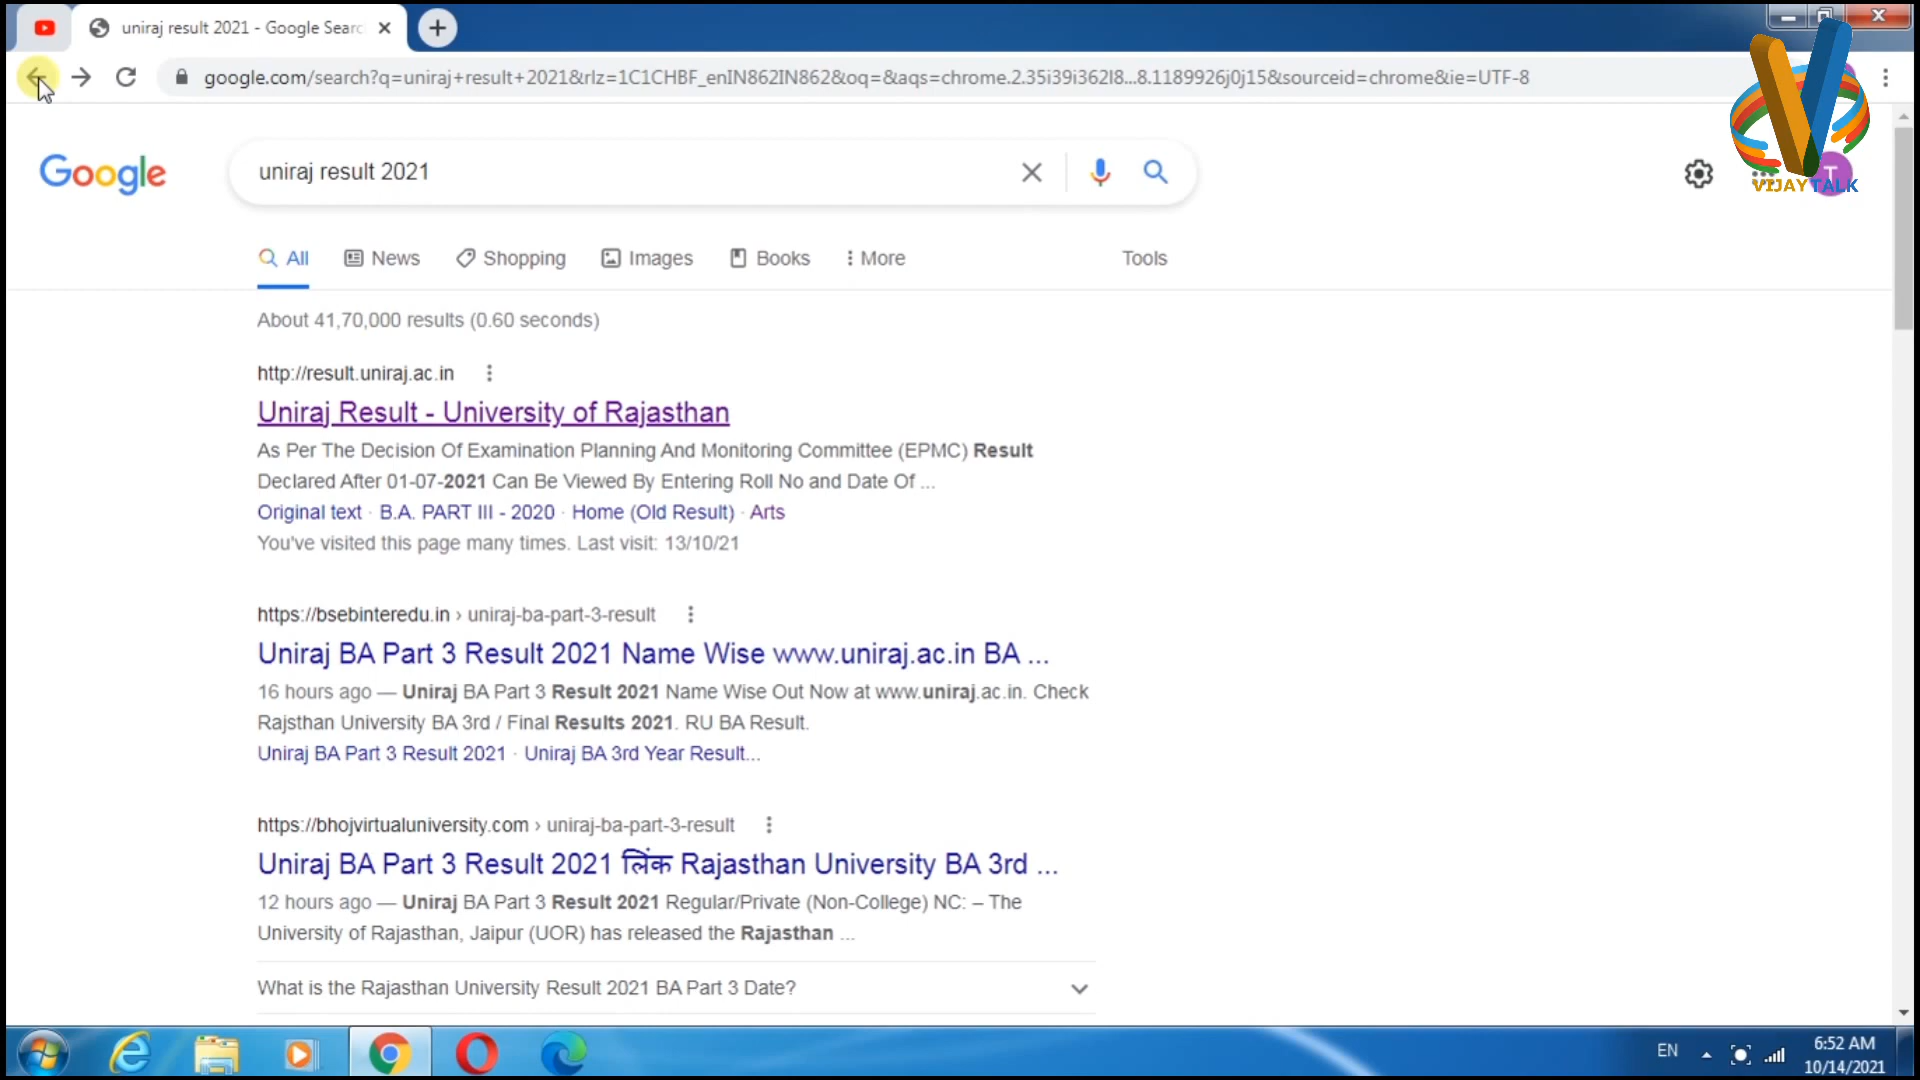 uniraj result 2021 - Google Searc
google.com/search?q=uniraj+result+2021&rlz=1C1CHBF_enIN862IN862&oq=&aqs=chrome.2.35i39i362l8...8.1189926j0j15&sourceid=chrome&ie=UTF-8
Google
uniraj result 2021
T
VIJAYTALK
All
News
Shopping
Images
Books
More
Tools
About 41,70,000 results (0.60 seconds)
http://result.uniraj.ac.in
Uniraj Result - University of Rajasthan
As Per The Decision Of Examination Planning And Monitoring Committee (EPMC) Result
Declared After 01-07-2021 Can Be Viewed By Entering Roll No and Date Of ...
Original text · B.A. PART III - 2020 · Home (Old Result) · Arts
You've visited this page many times. Last visit: 13/10/21
https://bsebinteredu.in › uniraj-ba-part-3-result
Uniraj BA Part 3 Result 2021 Name Wise www.uniraj.ac.in BA ...
16 hours ago — Uniraj BA Part 3 Result 2021 Name Wise Out Now at www.uniraj.ac.in. Check
Rajsthan University BA 3rd / Final Results 2021. RU BA Result.
Uniraj BA Part 3 Result 2021 · Uniraj BA 3rd Year Result...
https://bhojvirtualuniversity.com › uniraj-ba-part-3-result
Uniraj BA Part 3 Result 2021 लिंक Rajasthan University BA 3rd ...
12 hours ago — Uniraj BA Part 3 Result 2021 Regular/Private (Non-College) NC: – The
University of Rajasthan, Jaipur (UOR) has released the Rajasthan ...
What is the Rajasthan University Result 2021 BA Part 3 Date?
EN
6:52 AM
10/14/2021